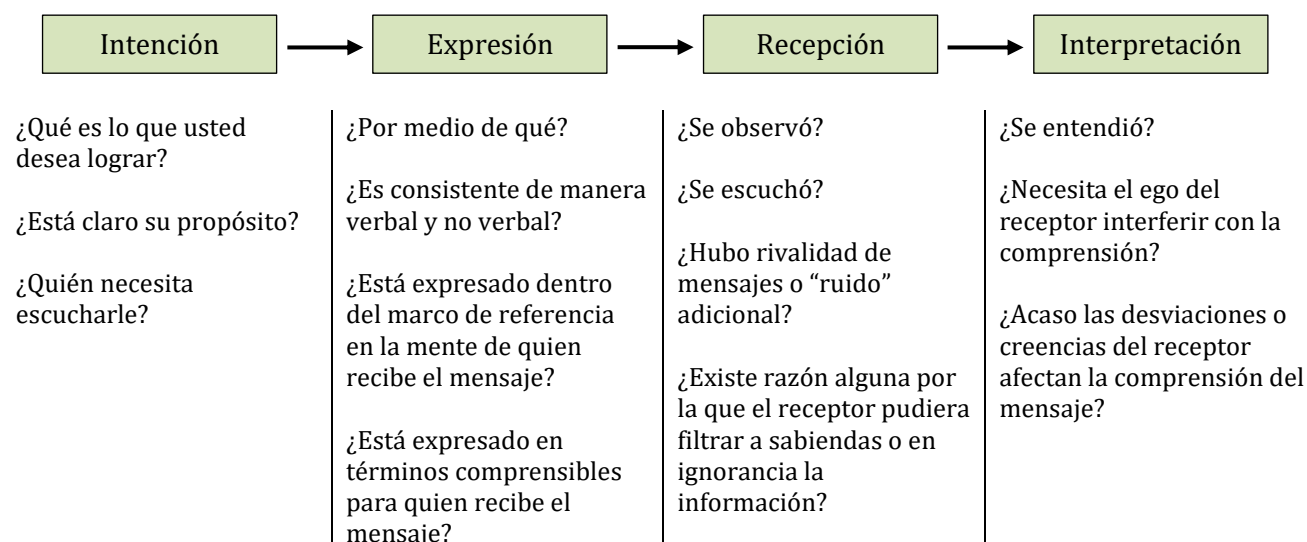 Intención
Expresión
Recepción
Interpretación
¿Qué es lo que usted
desea lograr?
¿Está claro su propósito?
¿Quién necesita
escucharle?
¿Por medio de qué?
¿Es consistente de manera
verbal y no verbal?
¿Está expresado dentro
del marco de referencia
en la mente de quien
recibe el mensaje?
¿Está expresado en
términos comprensibles
para quien recibe el
mensaje?
¿Se observó?
¿Se escuchó?
¿Hubo rivalidad de
mensajes o “ruido”
adicional?
¿Existe razón alguna por
la que el receptor pudiera
filtrar a sabiendas o en
ignorancia la
información?
¿Se entendió?
¿Necesita el ego del
receptor interferir con la
comprensión?
¿Acaso las desviaciones o
creencias del receptor
afectan la comprensión del
mensaje?